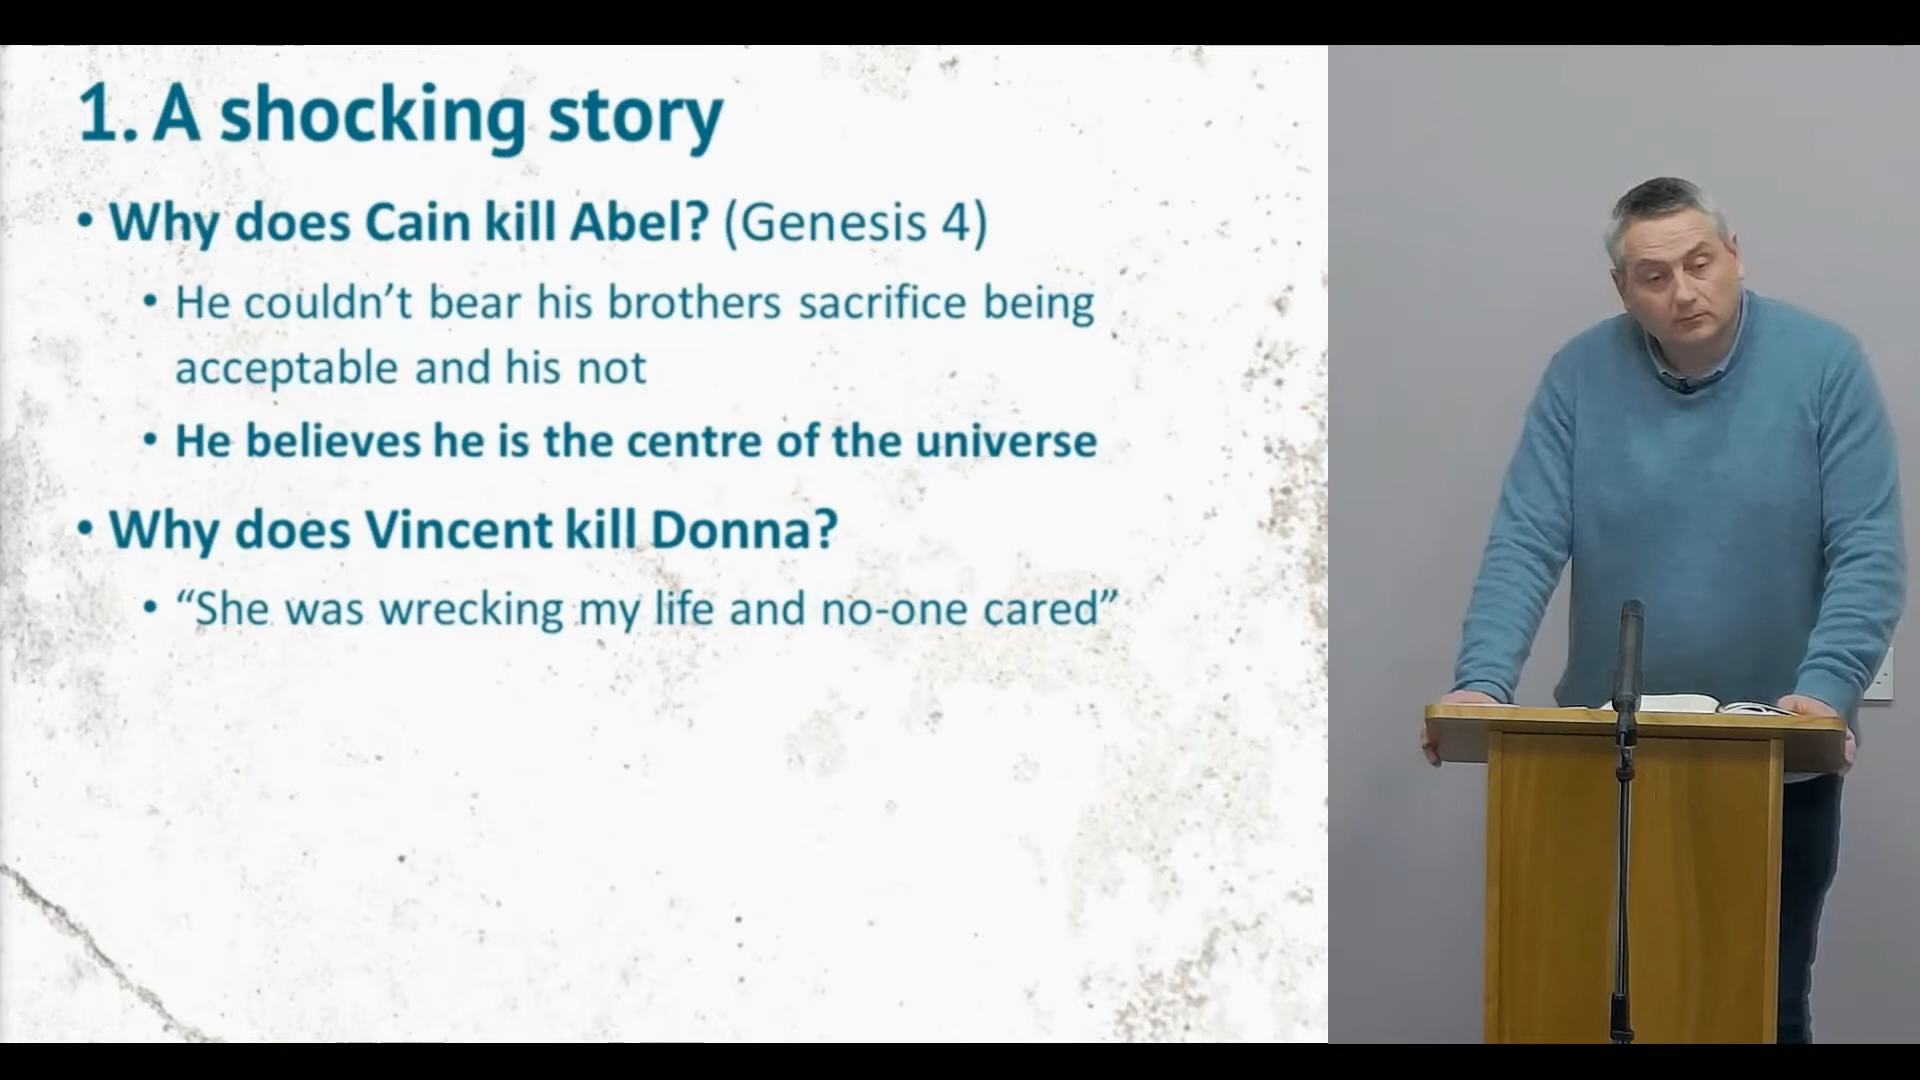 1. A shocking story
• Why does Cain kill Abel? (Genesis 4)
• He couldn’t bear his brothers sacrifice being
acceptable and his not
• He believes he is the centre of the universe
• Why does Vincent kill Donna?
• “She was wrecking my life and no-one cared”